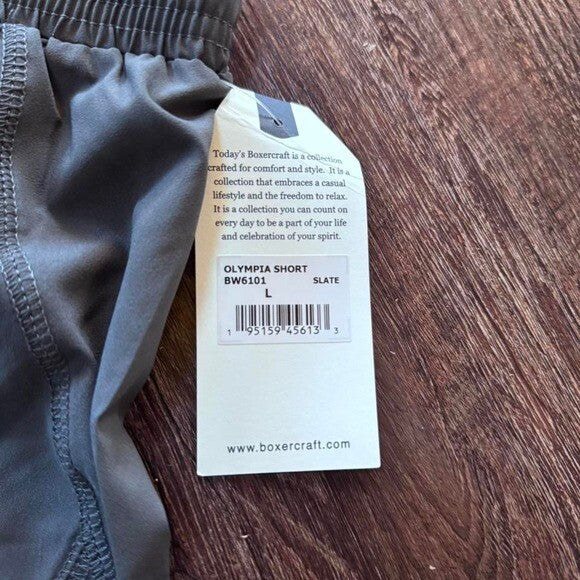 Today's Boxercraft is a collection
crafted for comfort and style. It is a
collection that embraces a casual
lifestyle and the freedom to relax.
It is a collection you can count on
every day to be a part of your life
and celebration of your spirit.
OLYMPIA SHORT
BW6101 SLATE
L
1 95159 45613 3
www.boxercraft.com